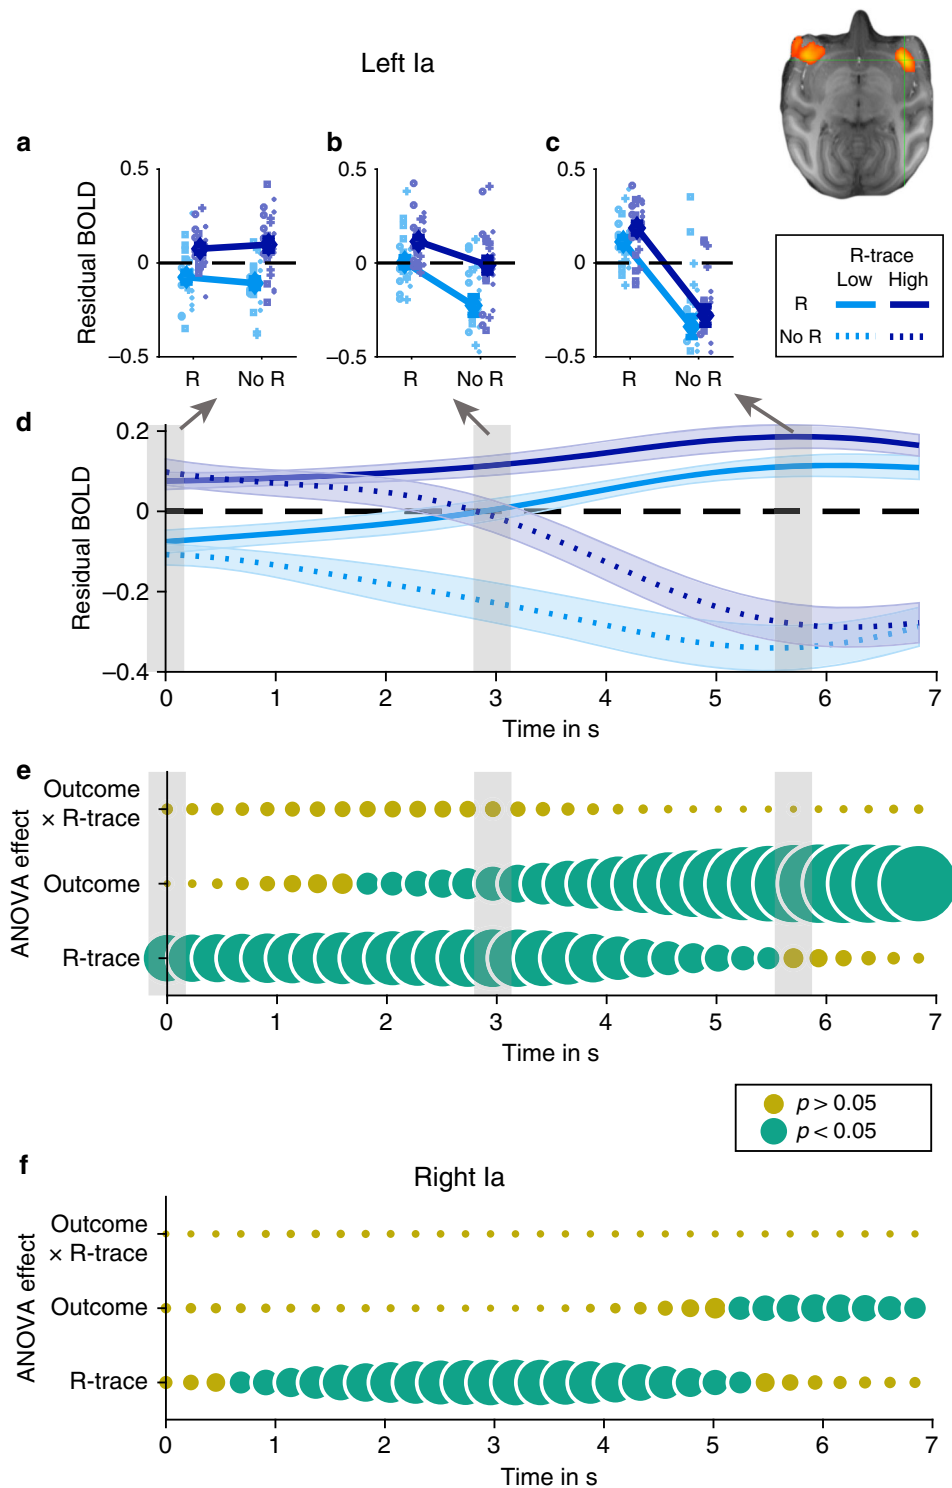 Left Ia
a
b
c
0.5
0
–0.5
Residual BOLD
R
No R
0.5
0
–0.5
R
No R
0.5
0
–0.5
R
No R
R-trace
Low
High
R
No R
d
0.2
0
–0.2
–0.4
Residual BOLD
0
1
2
3
4
5
6
7
Time in s
e
ANOVA effect
Outcome
× R-trace
Outcome
R-trace
0
1
2
3
4
5
6
7
Time in s
p > 0.05
p < 0.05
f
Right Ia
ANOVA effect
Outcome
× R-trace
Outcome
R-trace
0
1
2
3
4
5
6
7
Time in s